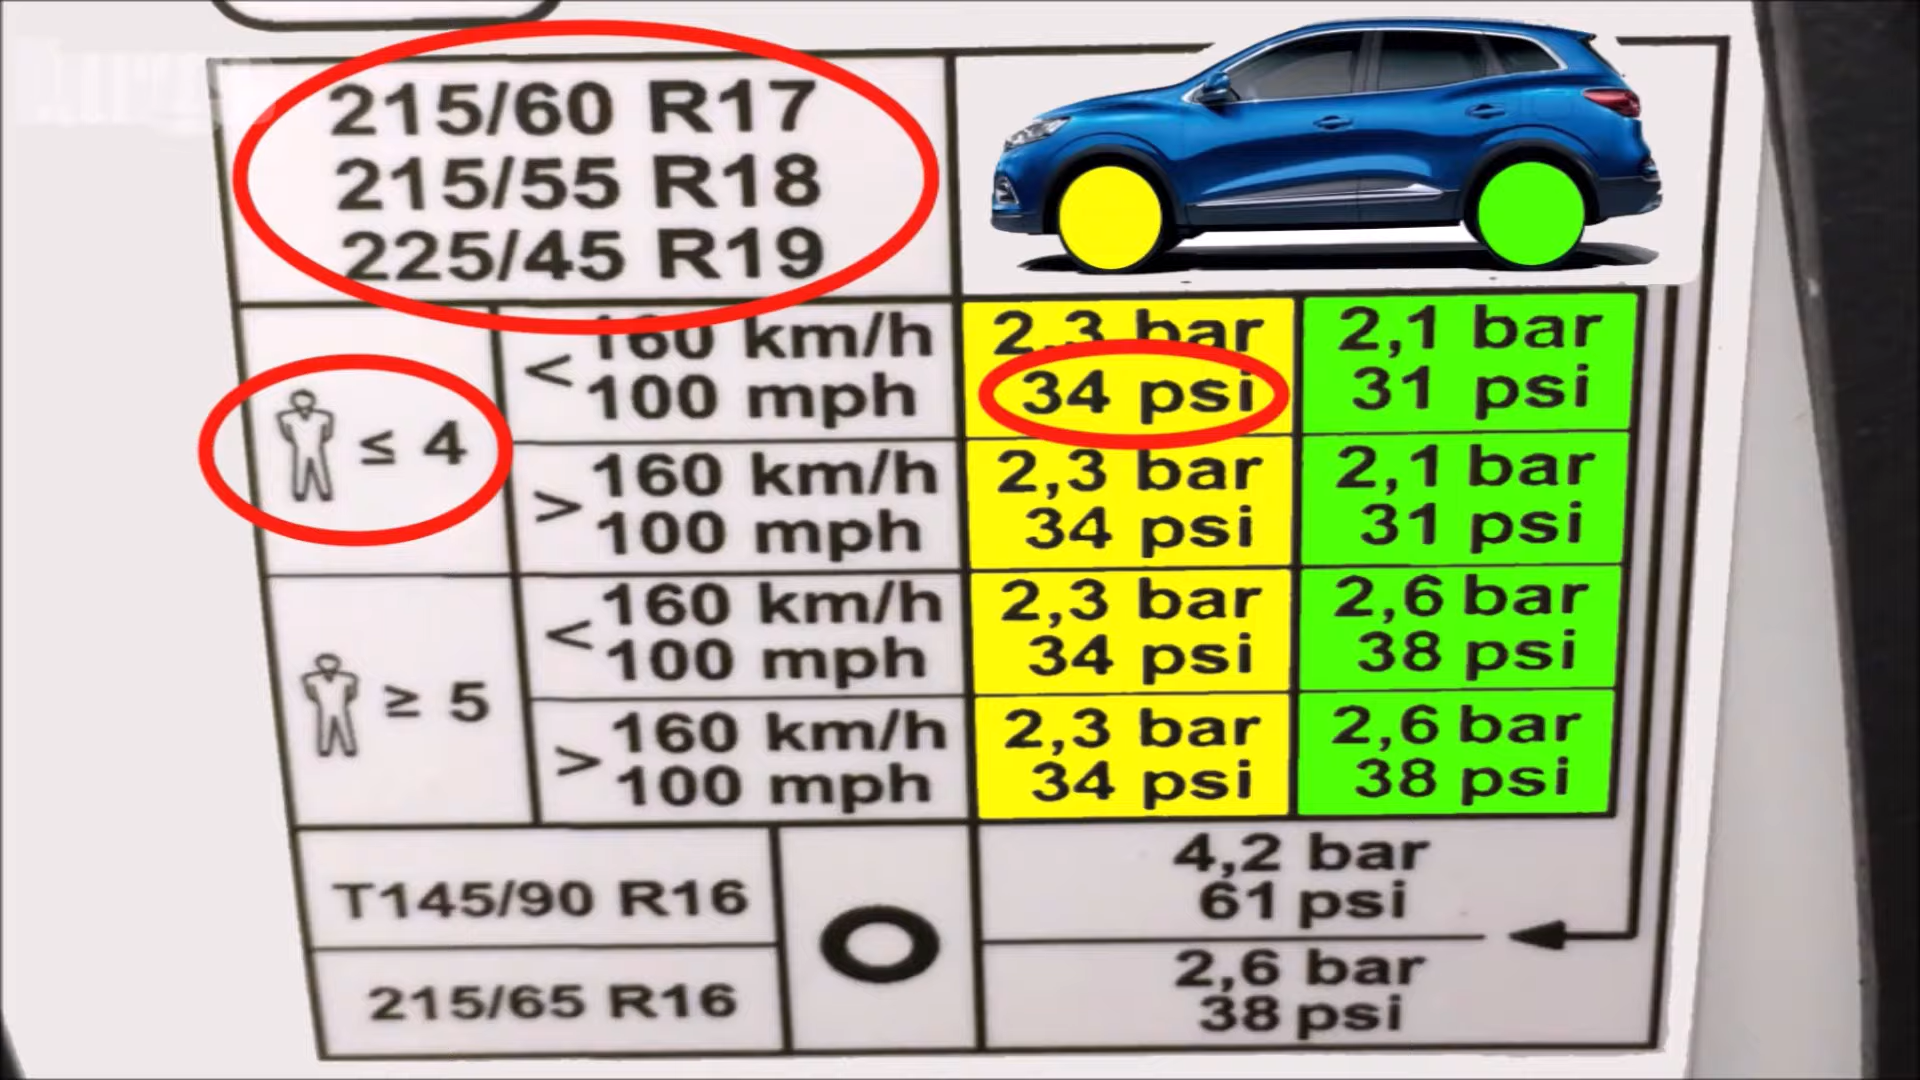 215/60 R17
215/55 R18
225/45 R19
≤ 4
< 160 km/h 2,3 bar 2,1 bar
100 mph 34 psi 31 psi
> 160 km/h 2,3 bar 2,1 bar
100 mph 34 psi 31 psi
≥ 5
< 160 km/h 2,3 bar 2,6 bar
100 mph 34 psi 38 psi
> 160 km/h 2,3 bar 2,6 bar
100 mph 34 psi 38 psi
T145/90 R16
4,2 bar
61 psi
215/65 R16
2,6 bar
38 psi